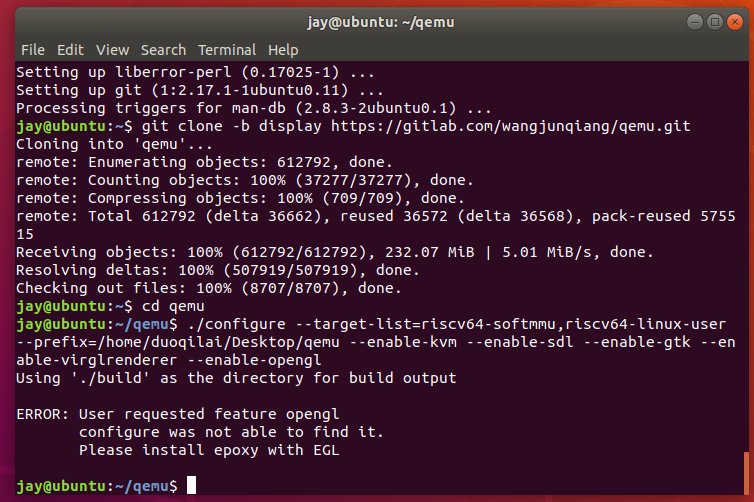 jay@ubuntu: ~/qemu
File Edit View Search Terminal Help
Setting up liberror-perl (0.17025-1) ...
Setting up git (1:2.17.1-1ubuntu0.11) ...
Processing triggers for man-db (2.8.3-2ubuntu0.1) ...
jay@ubuntu:~$ git clone -b display https://gitlab.com/wangjunqiang/qemu.git
Cloning into 'qemu'...
remote: Enumerating objects: 612792, done.
remote: Counting objects: 100% (37277/37277), done.
remote: Compressing objects: 100% (709/709), done.
remote: Total 612792 (delta 36662), reused 36572 (delta 36568), pack-reused 5755
15
Receiving objects: 100% (612792/612792), 232.07 MiB | 5.01 MiB/s, done.
Resolving deltas: 100% (507919/507919), done.
Checking out files: 100% (8707/8707), done.
jay@ubuntu:~$ cd qemu
jay@ubuntu:~/qemu$ ./configure --target-list=riscv64-softmmu,riscv64-linux-user
--prefix=/home/duoqilai/Desktop/qemu --enable-kvm --enable-sdl --enable-gtk --en
able-virglrenderer --enable-opengl
Using './build' as the directory for build output
ERROR: User requested feature opengl
configure was not able to find it.
Please install epoxy with EGL
jay@ubuntu:~/qemu$